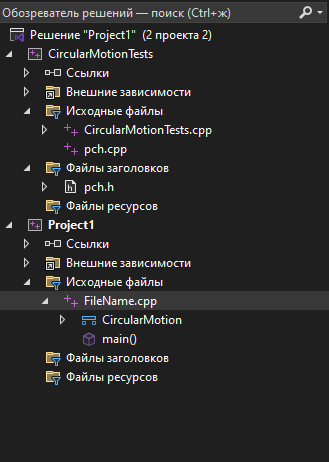 Обозреватель решений — поиск (Ctrl+ж)
Решение "Project1" (2 проекта 2)
CircularMotionTests
Ссылки
Внешние зависимости
Исходные файлы
CircularMotionTests.cpp
pch.cpp
Файлы заголовков
pch.h
Файлы ресурсов
Project1
Ссылки
Внешние зависимости
Исходные файлы
FileName.cpp
CircularMotion
main()
Файлы заголовков
Файлы ресурсов